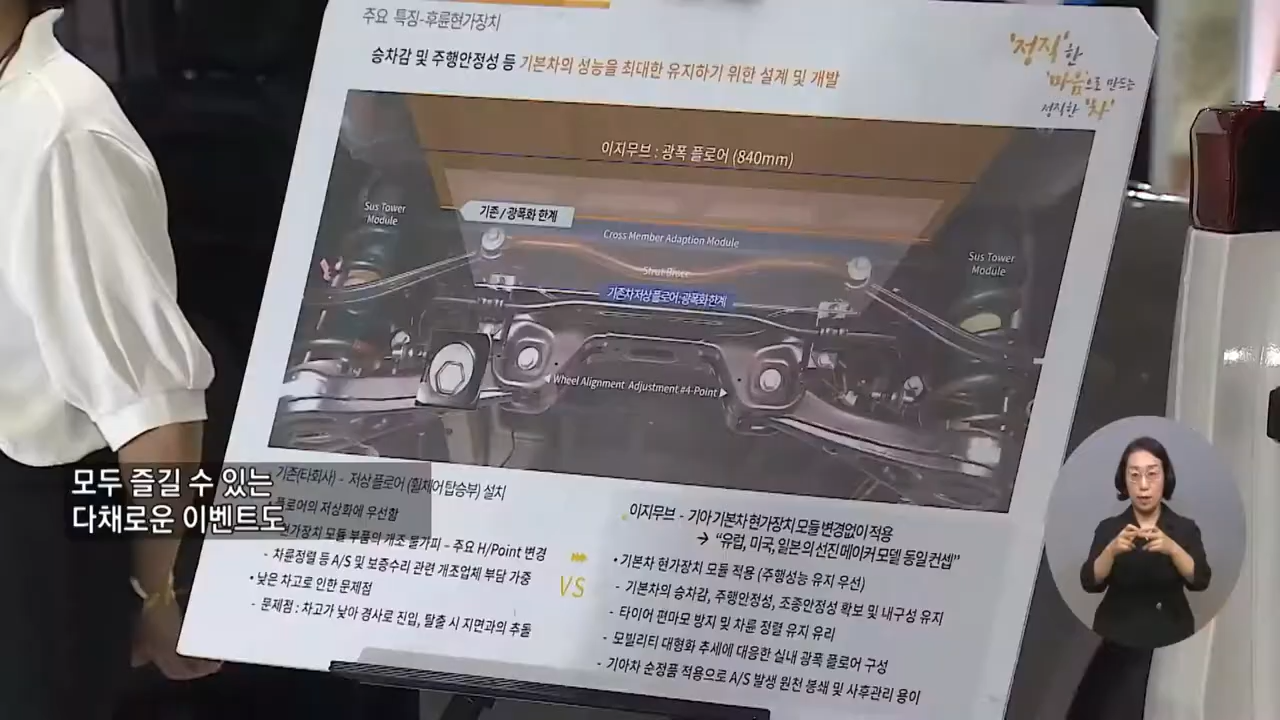 주요 특징-후륜현가장치
승차감 및 주행안정성 등 기본차의 성능을 최대한 유지하기 위한 설계 및 개발
'정직'한
'마음'으로 만드는
정직한 '차'
이지무브 : 광폭 플로어 (840mm)
Sus Tower
Module
기존 / 광폭화 한계
Cross Member Adaption Module
Strut Bracer
기존차 저상플로어:광폭화한계
Sus Tower
Module
◀ Wheel Alignment Adjustment #4-Point ▶
기존(타회사) - 저상플로어 (휠체어 탑승부) 설치
플로어의 저상화에 우선함
현가장치 모듈 부품의 개조 불가피 - 주요 H/Point 변경
- 차륜정렬 등 A/S 및 보증수리 관련 개조업체 부담 가중
• 낮은 차고로 인한 문제점
- 문제점 : 차고가 낮아 경사로 진입, 탈출 시 지면과의 추돌
VS
이지무브 - 기아 기본차 현가장치 모듈 변경없이 적용
→ "유럽, 미국, 일본의 선진 메이커 모델 동일 컨셉"
• 기본차 현가장치 모듈 적용 (주행성능 유지 우선)
- 기본차의 승차감, 주행안정성, 조종안정성 확보 및 내구성 유지
- 타이어 편마모 방지 및 차륜 정렬 유지 유리
- 모빌리티 대형화 추세에 대응한 실내 광폭 플로어 구성
- 기아차 순정품 적용으로 A/S 발생 원천 봉쇄 및 사후관리 용이
모두 즐길 수 있는
다채로운 이벤트도